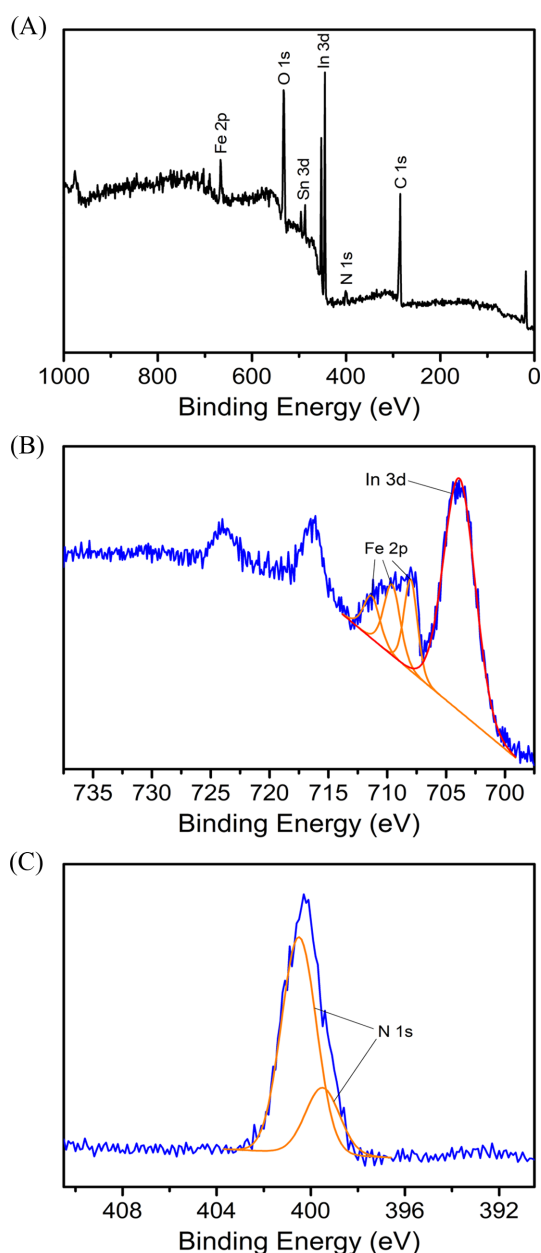 (A)
Fe 2p
O 1s
Sn 3d
In 3d
N 1s
C 1s
1000 800 600 400 200 0
Binding Energy (eV)
(B)
In 3d
Fe 2p
735 730 725 720 715 710 705 700
Binding Energy (eV)
(C)
N 1s
408 404 400 396 392
Binding Energy (eV)